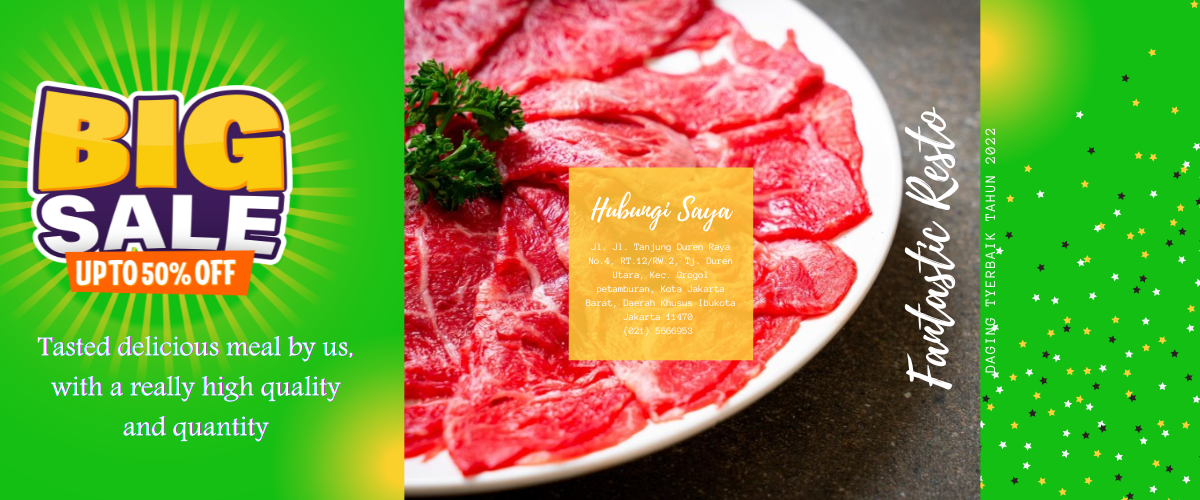 BIG
SALE
UP TO 50% OFF
Tasted delicious meal by us,
with a really high quality
and quantity
Hubungi Saya
Jl. Jl. Tanjung Duren Raya
No.4, RT.12/RW.2, Tj. Duren
Utara, Kec. Grogol
petamburan, Kota Jakarta
Barat, Daerah Khusus Ibukota
Jakarta 11470
(021) 5666953
Fantastic Resto
DAGING TYERBAIK TAHUN 2022